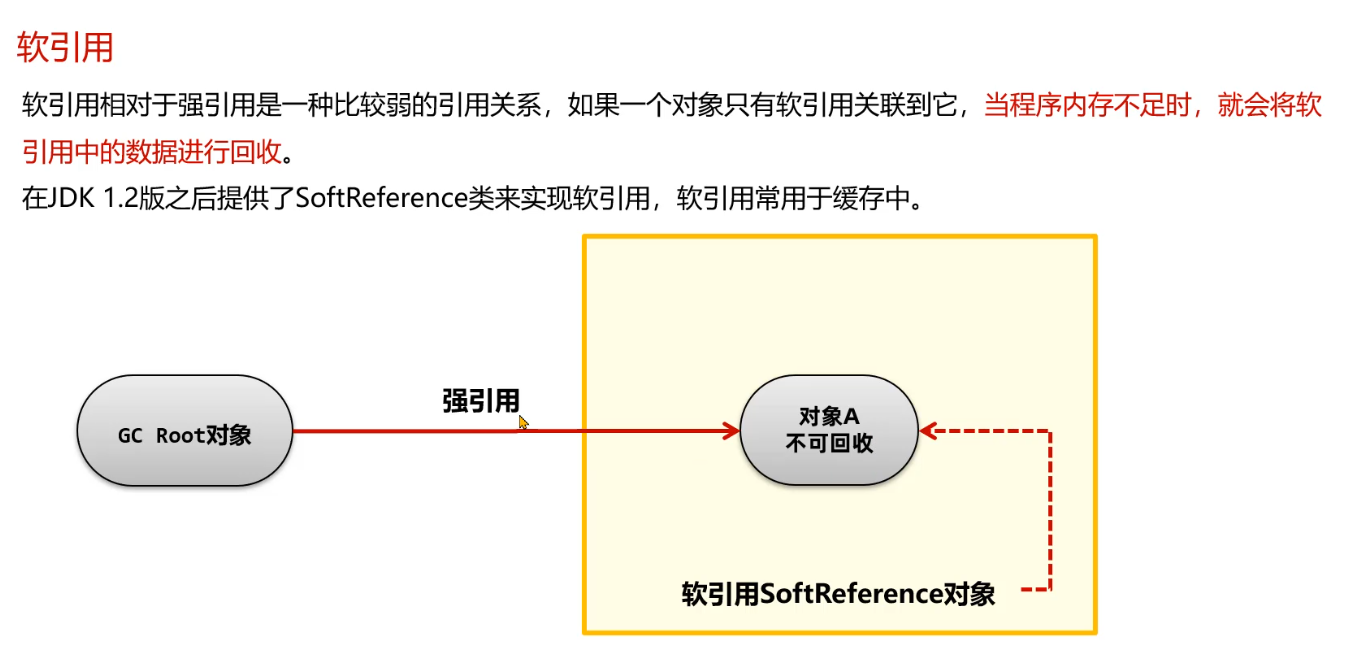 软引用
软引用相对于强引用是一种比较弱的引用关系，如果一个对象只有软引用关联到它，当程序内存不足时，就会将软
引用中的数据进行回收。
在JDK 1.2版之后提供了SoftReference类来实现软引用，软引用常用于缓存中。
强引用
GC Root对象
对象A
不可回收
软引用SoftReference对象